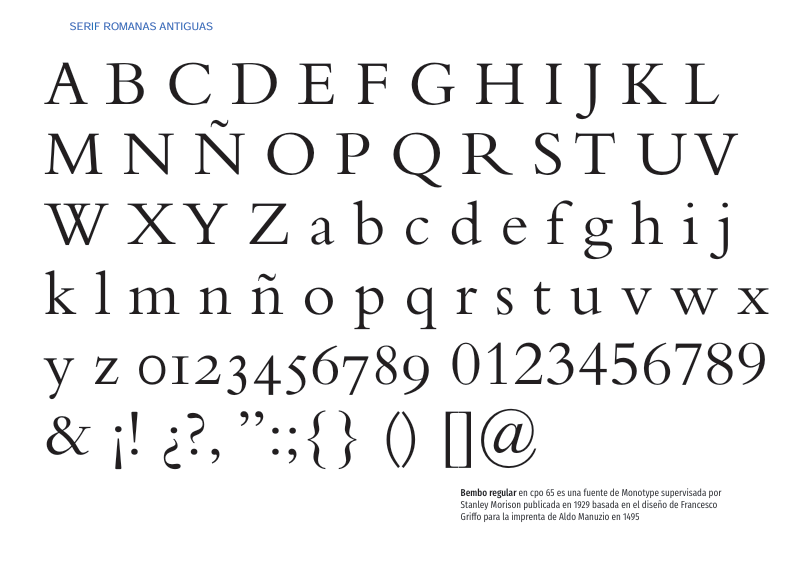 SERIF ROMANAS ANTIGUAS
A B C D E F G H I J K L
M N Ñ O P Q R S T U V
W X Y Z a b c d e f g h i j
k l m n ñ o p q r s t u v w x
y z 0123456789 0123456789
& ¡! ¿?, ”:;{} () []@
Bembo regular en cpo 65 es una fuente de Monotype supervisada por
Stanley Morison publicada en 1929 basada en el diseño de Francesco
Griffo para la imprenta de Aldo Manuzio en 1495